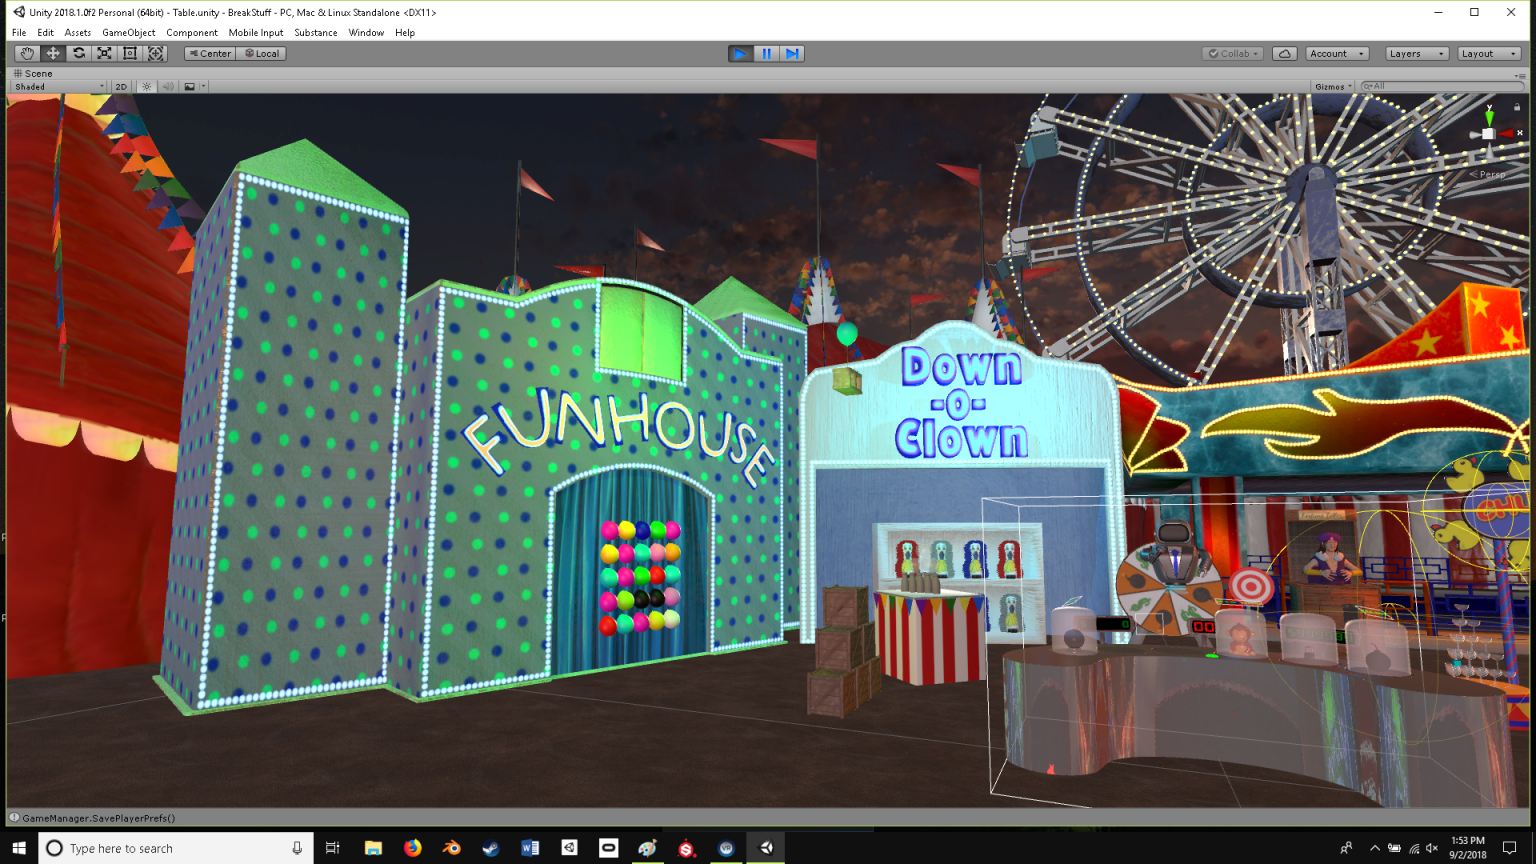 Unity 2018.1.0f2 Personal (64bit) - Table.unity - BreakStuff - PC, Mac & Linux Standalone <DX11>
File Edit Assets GameObject Component Mobile Input Substance Window Help
Center Local Collab Account Layers Layout
Scene
Shaded 2D Gizmos All
y
x
Persp
Down
-O-
Clown
FUNHOUSE
0
00
GameManager.SavePlayerPrefs()
Type here to search
1:53 PM
9/2/2018